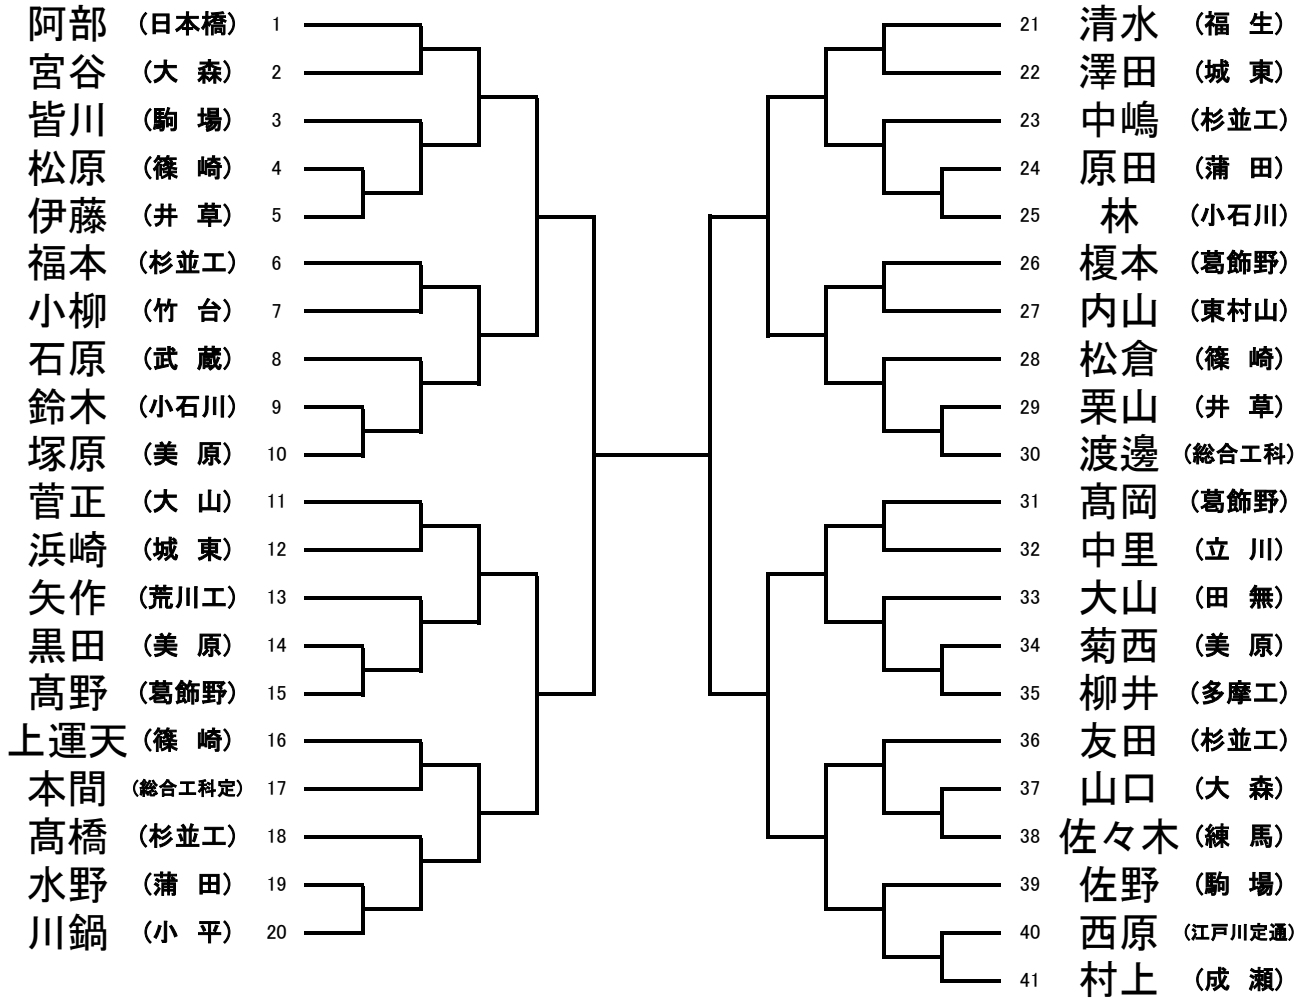 阿部 （日本橋） 1
宮谷 （大 森） 2
皆川 （駒 場） 3
松原 （篠 崎） 4
伊藤 （井 草） 5
福本 （杉並工） 6
小柳 （竹 台） 7
石原 （武 蔵） 8
鈴木 （小石川） 9
塚原 （美 原） 10
菅正 （大 山） 11
浜崎 （城 東） 12
矢作 （荒川工） 13
黒田 （美 原） 14
髙野 （葛飾野） 15
上運天 （篠 崎） 16
本間 （総合工科定） 17
髙橋 （杉並工） 18
水野 （蒲 田） 19
川鍋 （小 平） 20
21 清水 （福 生）
22 澤田 （城 東）
23 中嶋 （杉並工）
24 原田 （蒲 田）
25 林 （小石川）
26 榎本 （葛飾野）
27 内山 （東村山）
28 松倉 （篠 崎）
29 栗山 （井 草）
30 渡邊 （総合工科）
31 髙岡 （葛飾野）
32 中里 （立 川）
33 大山 （田 無）
34 菊西 （美 原）
35 柳井 （多摩工）
36 友田 （杉並工）
37 山口 （大 森）
38 佐々木 （練 馬）
39 佐野 （駒 場）
40 西原 （江戸川定通）
41 村上 （成 瀬）